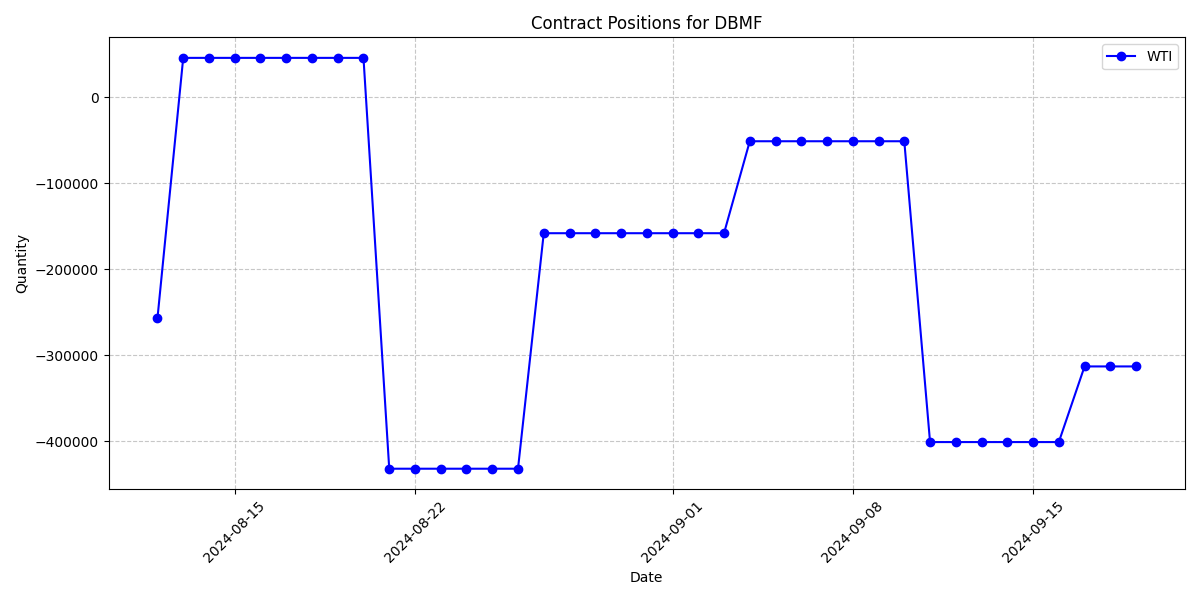 Contract Positions for DBMF
WTI
0
−100000
−200000
−300000
−400000
Quantity
2024-08-15
2024-08-22
2024-09-01
2024-09-08
2024-09-15
Date